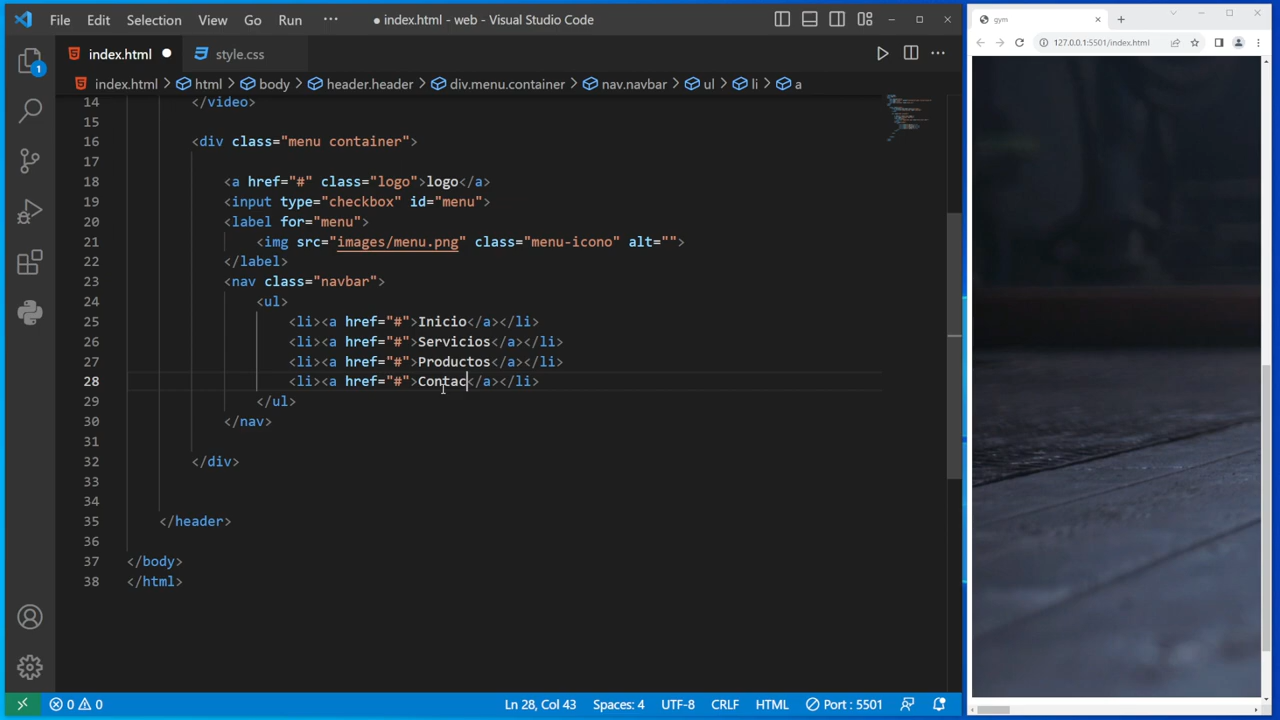 File Edit Selection View Go Run ··· ● index.html - web - Visual Studio Code
gym
index.html ● style.css
127.0.0.1:5501/index.html
1
index.html > html > body > header.header > div.menu.container > nav.navbar > ul > li > a
14 </video>
15
16 <div class="menu container">
17
18 <a href="#" class="logo">logo</a>
19 <input type="checkbox" id="menu">
20 <label for="menu">
21 <img src="images/menu.png" class="menu-icono" alt="">
22 </label>
23 <nav class="navbar">
24 <ul>
25 <li><a href="#">Inicio</a></li>
26 <li><a href="#">Servicios</a></li>
27 <li><a href="#">Productos</a></li>
28 <li><a href="#">Contac</a></li>
29 </ul>
30 </nav>
31
32 </div>
33
34
35 </header>
36
37 </body>
38 </html>
0 0 Ln 28, Col 43 Spaces: 4 UTF-8 CRLF HTML Port : 5501